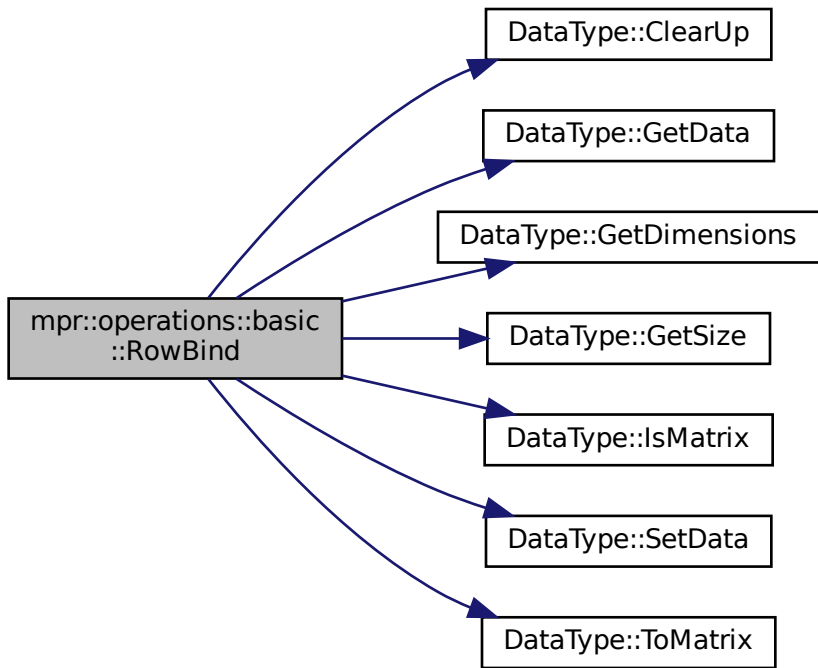 mpr::operations::basic
::RowBind
DataType::ClearUp
DataType::GetData
DataType::GetDimensions
DataType::GetSize
DataType::IsMatrix
DataType::SetData
DataType::ToMatrix